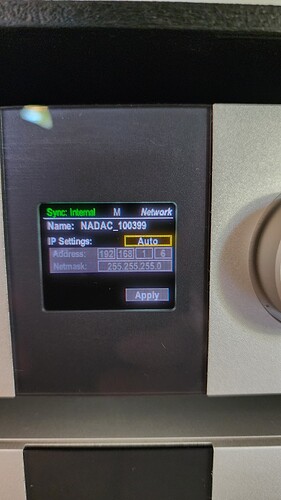 Sync: Internal M Network
Name: NADAC_100399
IP Settings: Auto
Address: 192 168 1 6
Netmask: 255.255.255.0
Apply